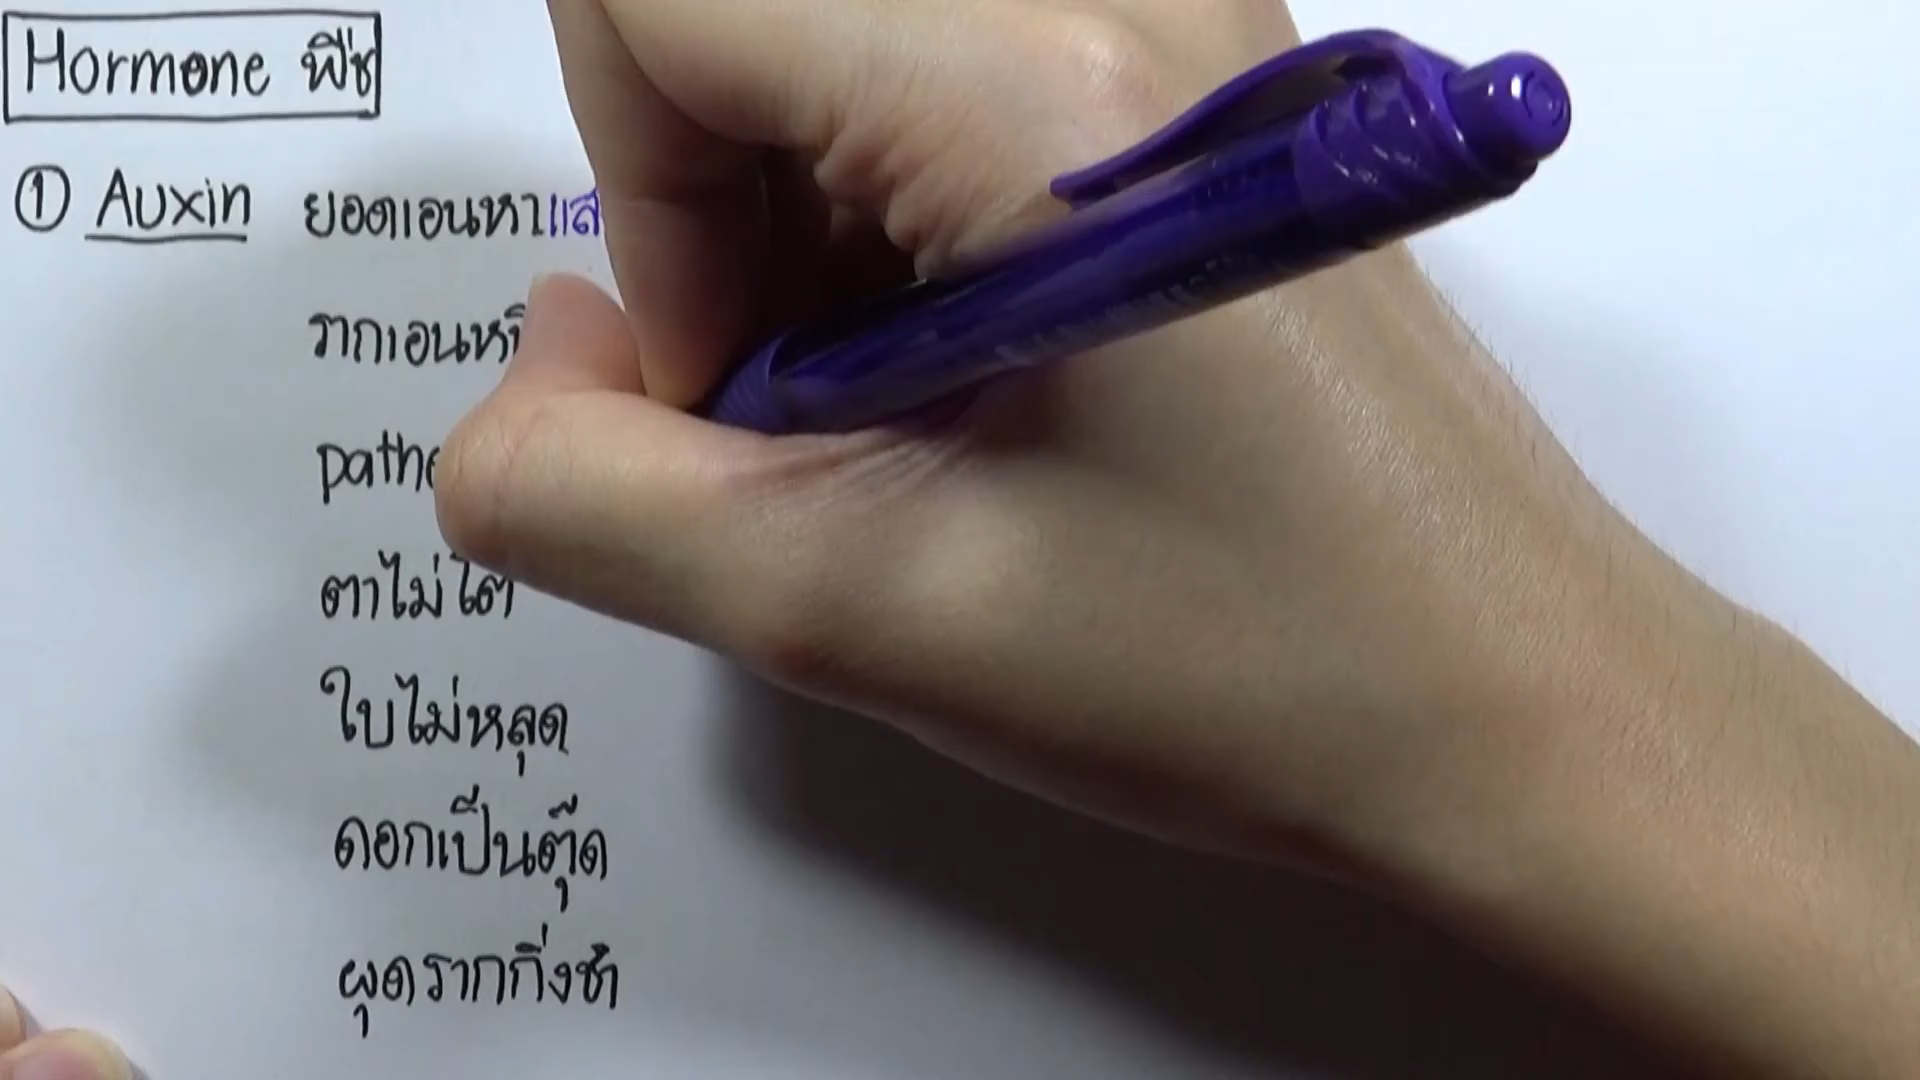 Hormone พืช
① Auxin ยอดเอนหาแส
รากเอนหนี
pathe
ตาไม่โต
ใบไม่หลุด
ดอกเป็นตุ๊ด
ผุดรากกิ่งชำ